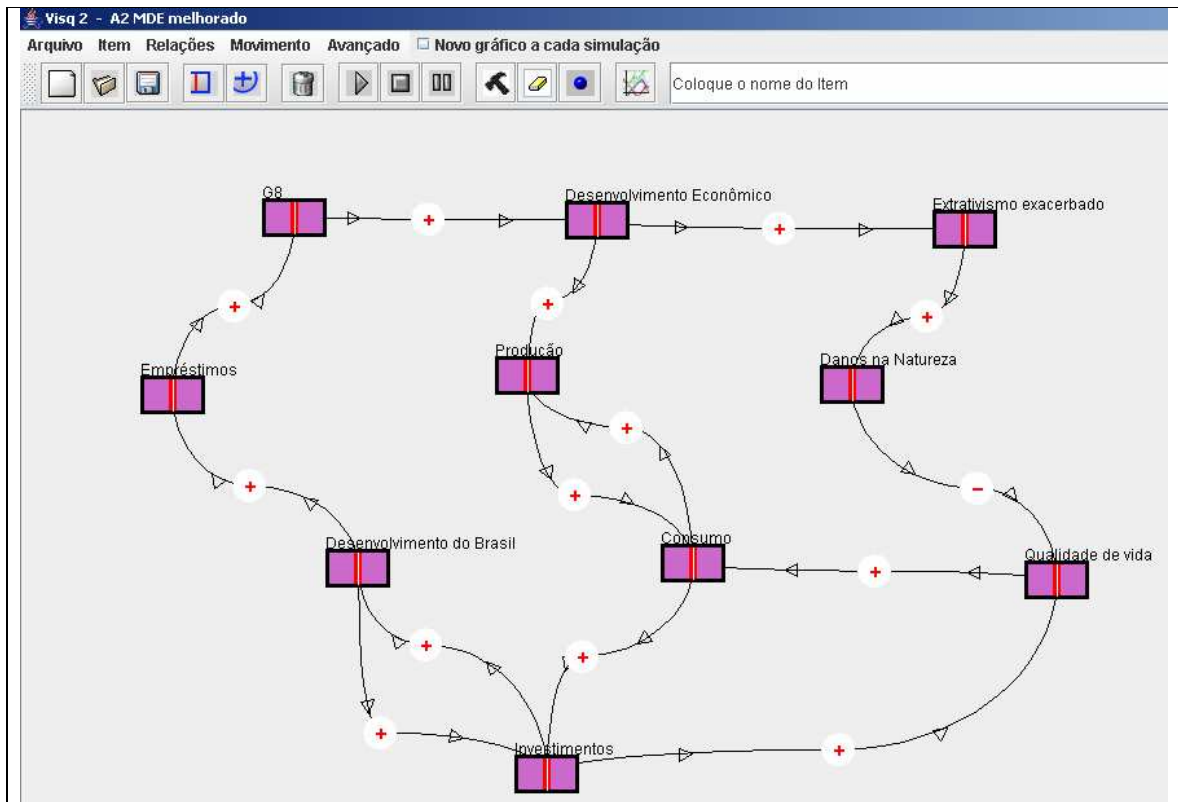 Visq 2 - A2 MDE melhorado
Arquivo Item Relações Movimento Avançado Novo gráfico a cada simulação
Coloque o nome do Item
G8
Desenvolvimento Econômico
Extrativismo exacerbado
+
+
+
+
+
Produção
Danos na Natureza
Empréstimos
+
+
+
−
Desenvolvimento do Brasil
Consumo
Qualidade de vida
+
+
+
+
+
Investimentos